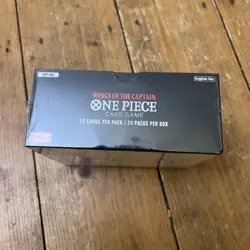 English Ver.
WINGS OF THE CAPTAIN
ONE PIECE
CARD GAME
12 CARDS PER PACK / 24 PACKS PER BOX